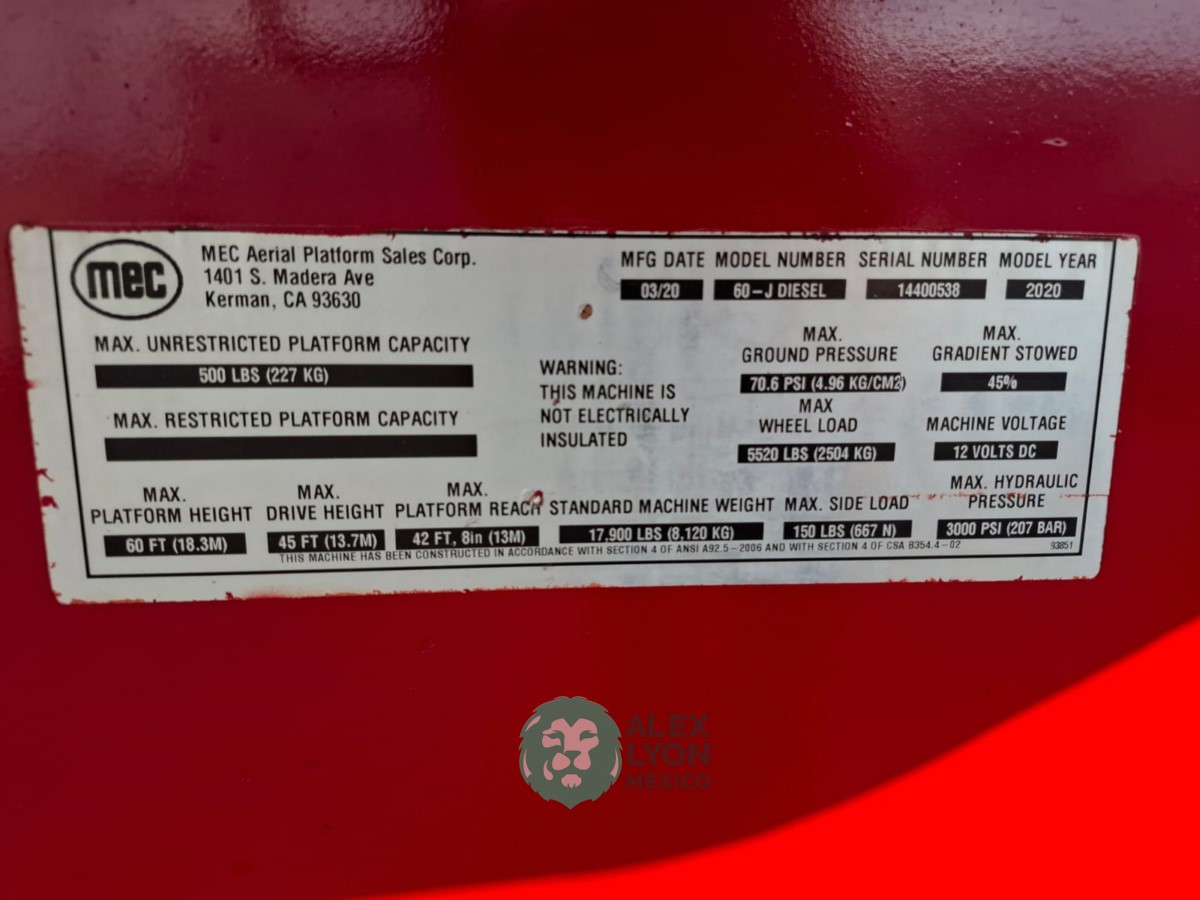 mec
MEC Aerial Platform Sales Corp.
1401 S. Madera Ave
Kerman, CA 93630
MFG DATE MODEL NUMBER SERIAL NUMBER MODEL YEAR
03/20 60-J DIESEL 14400538 2020
MAX. UNRESTRICTED PLATFORM CAPACITY
500 LBS (227 KG)
MAX. RESTRICTED PLATFORM CAPACITY
WARNING:
THIS MACHINE IS
NOT ELECTRICALLY
INSULATED
MAX.
GROUND PRESSURE
70.6 PSI (4.96 KG/CM2)
MAX
WHEEL LOAD
5520 LBS (2504 KG)
MAX.
GRADIENT STOWED
45%
MACHINE VOLTAGE
12 VOLTS DC
MAX.
PLATFORM HEIGHT
60 FT (18.3M)
MAX.
DRIVE HEIGHT
45 FT (13.7M)
MAX.
PLATFORM REACH
42 FT, 8in (13M)
STANDARD MACHINE WEIGHT
17,900 LBS (8,120 KG)
MAX. SIDE LOAD
150 LBS (667 N)
MAX. HYDRAULIC
PRESSURE
3000 PSI (207 BAR)
THIS MACHINE HAS BEEN CONSTRUCTED IN ACCORDANCE WITH SECTION 4 OF ANSI A92.5-2006 AND WITH SECTION 4 OF CSA B354.4-02
93851
ALEX
LYON
MEXICO